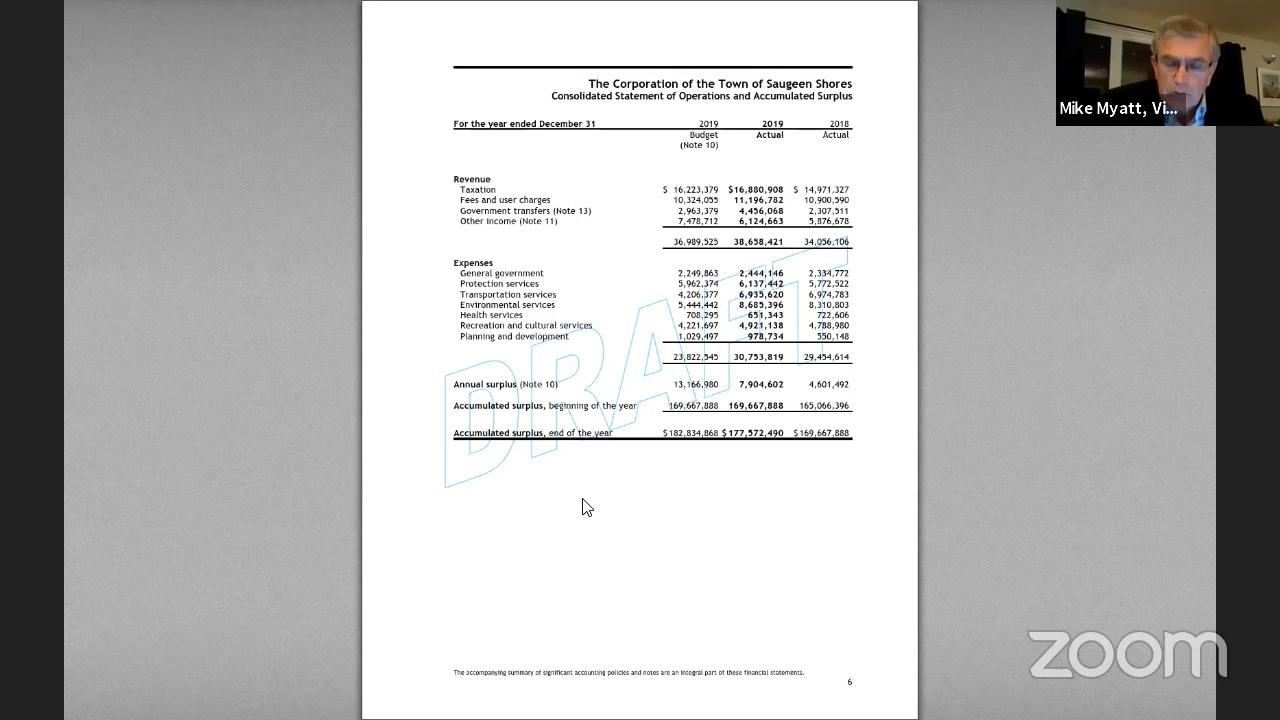 The Corporation of the Town of Saugeen Shores
Consolidated Statement of Operations and Accumulated Surplus
For the year ended December 31 2019 2019 2018
Budget Actual Actual
(Note 10)
Revenue
Taxation $ 16,223,379 $16,880,908 $ 14,971,327
Fees and user charges 10,324,055 11,196,782 10,900,590
Government transfers (Note 13) 2,963,379 4,456,068 2,307,511
Other income (Note 11) 7,478,712 6,124,663 5,876,678
36,989,525 38,658,421 34,056,106
Expenses
General government 2,249,863 2,444,146 2,334,772
Protection services 5,962,374 6,137,442 5,772,522
Transportation services 4,206,377 6,935,620 6,974,783
Environmental services 5,444,442 8,685,396 8,310,803
Health services 708,295 651,343 722,606
Recreation and cultural services 4,221,697 4,921,138 4,788,980
Planning and development 1,029,497 978,734 550,148
23,822,545 30,753,819 29,454,614
Annual surplus (Note 10) 13,166,980 7,904,602 4,601,492
Accumulated surplus, beginning of the year 169,667,888 169,667,888 165,066,396
Accumulated surplus, end of the year $182,834,868 $177,572,490 $169,667,888
DRAFT
The accompanying summary of significant accounting policies and notes are an integral part of these financial statements.
6
Mike Myatt, Vi...
zoom